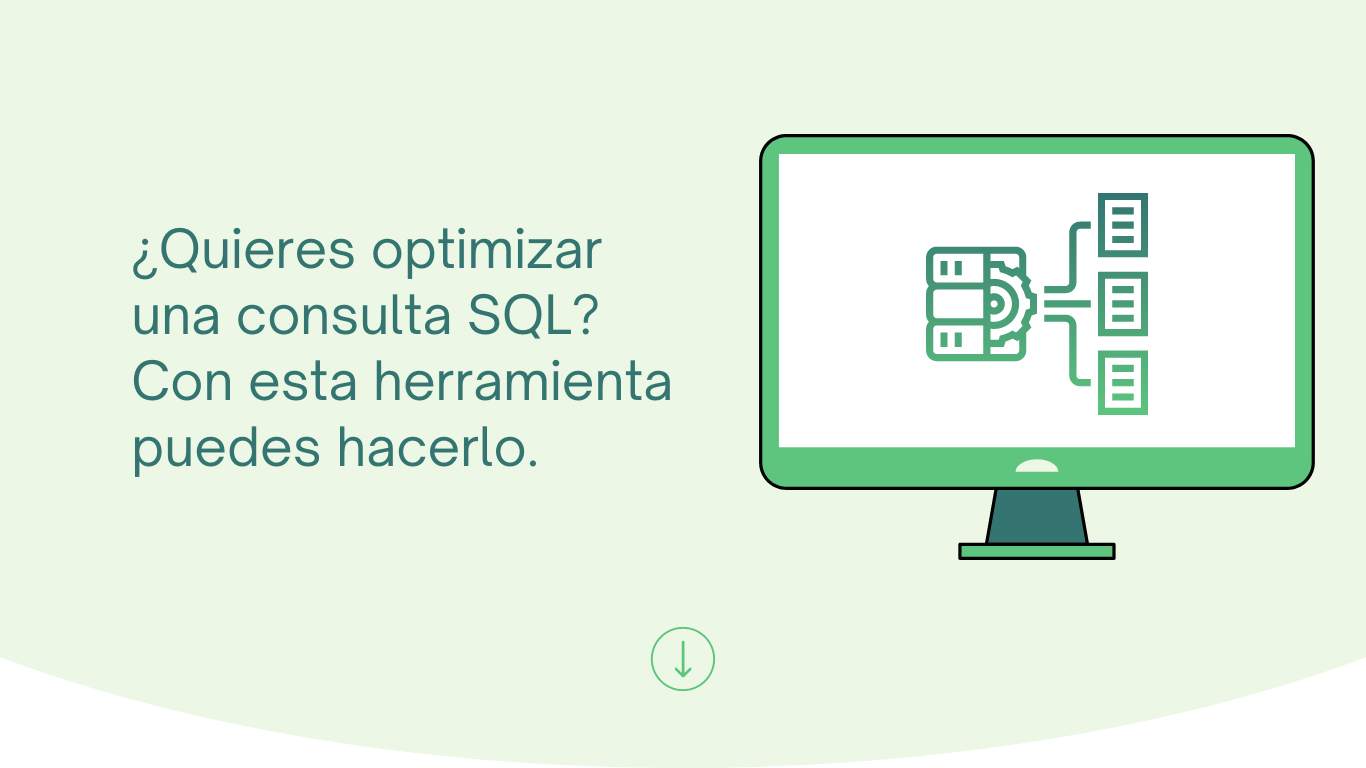 ¿Quieres optimizar
una consulta SQL?
Con esta herramienta
puedes hacerlo.